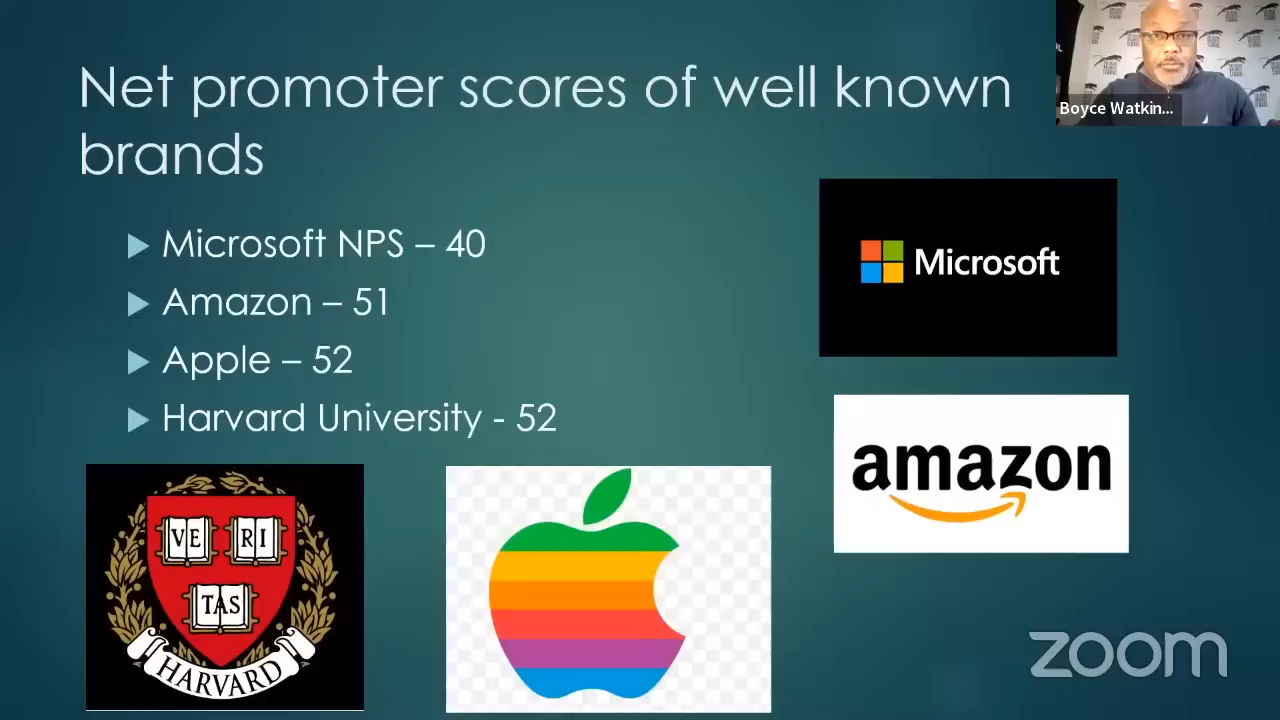 Net promoter scores of well known
brands
Boyce Watkin...
Microsoft NPS – 40
Amazon – 51
Apple – 52
Harvard University - 52
Microsoft
amazon
VE RI
TAS
HARVARD
zoom